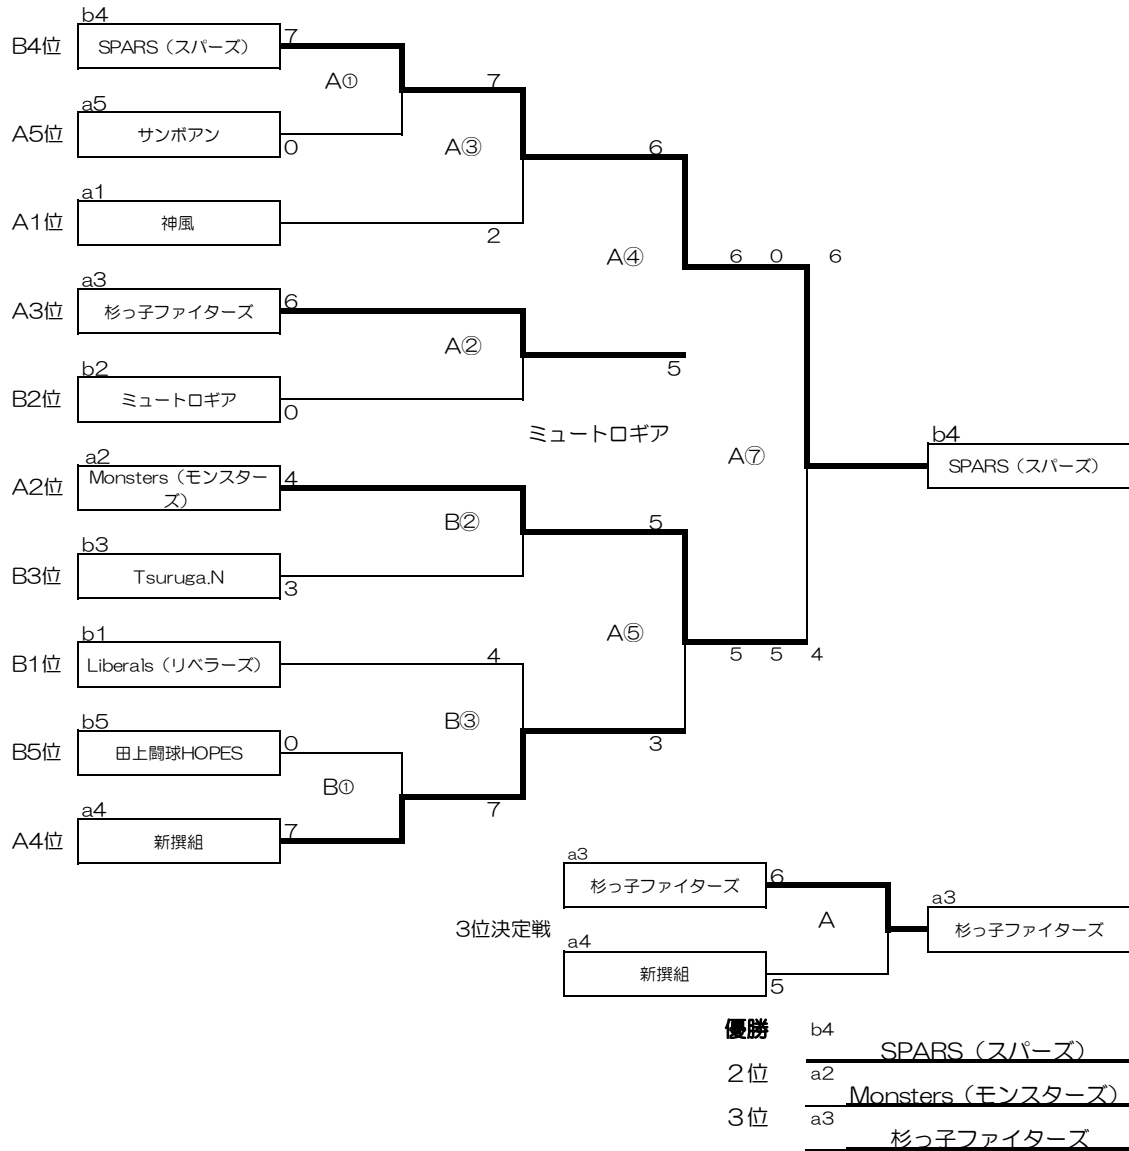 b4
B4位 SPARS（スパーズ） 7
A①
7
a5
A5位 サンボアン 0
A③
6
a1
A1位 神風
2
A④
6 0 6
a3
A3位 杉っ子ファイターズ 6
A②
5
b2
B2位 ミュートロギア 0
ミュートロギア
A⑦
b4
SPARS（スパーズ）
a2
A2位 Monsters（モンスター
ズ） 4
B②
5
b3
B3位 Tsuruga.N 3
A⑤
5 5 4
b1
B1位 Liberals（リベラーズ）
4
B③
3
b5
B5位 田上闘球HOPES 0
B①
7
a4
A4位 新撰組 7
a3
杉っ子ファイターズ 6
3位決定戦
A
a3
杉っ子ファイターズ
a4
新撰組 5
優勝 b4 SPARS（スパーズ）
2位 a2 Monsters（モンスターズ）
3位 a3 杉っ子ファイターズ